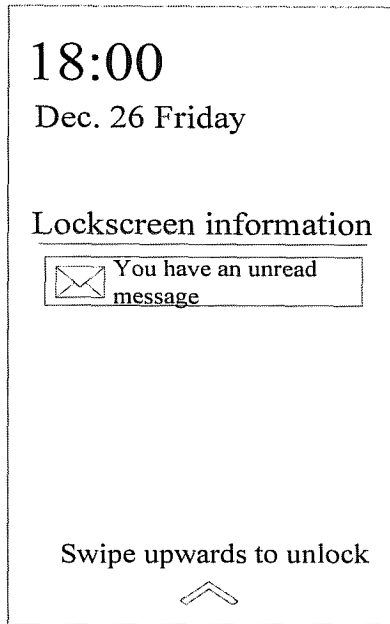 18:00
Dec. 26 Friday
Lockscreen information
You have an unread
message
Swipe upwards to unlock